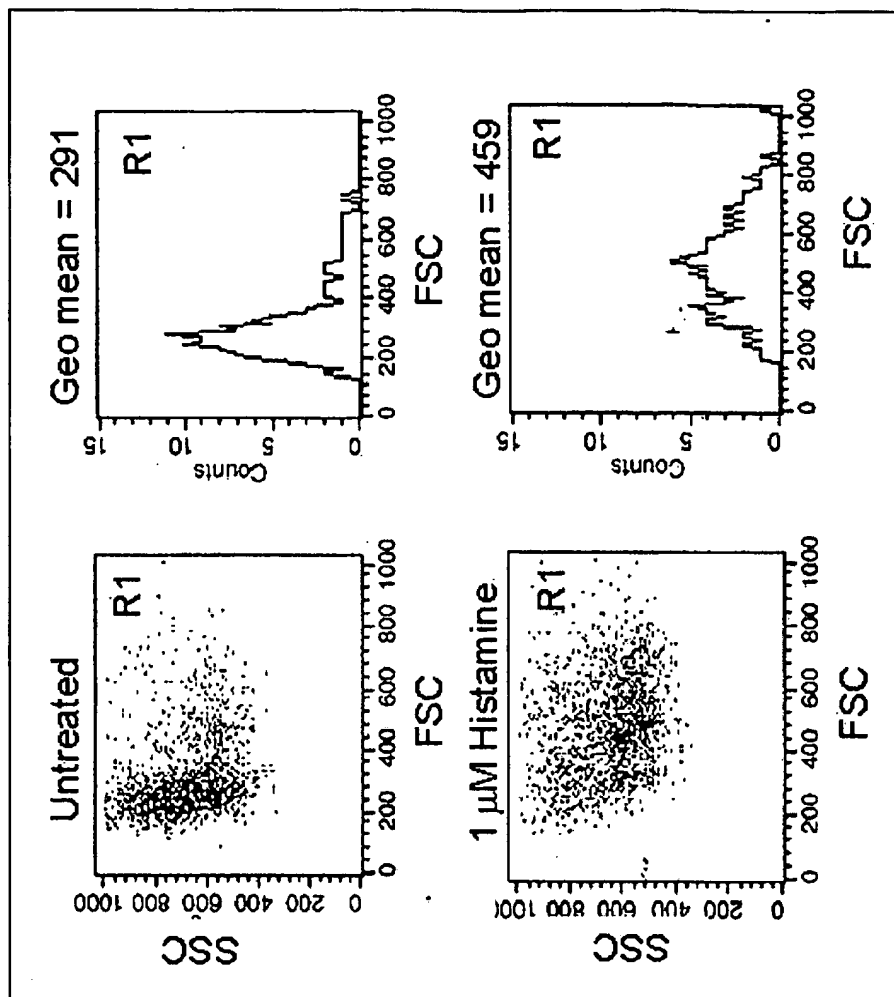 Untreated
R1
SSC
1000 800 600 400 200 0
0 200 400 600 800 1000
FSC
Geo mean = 291
R1
Counts
15 10 5 0
0 200 400 600 800 1000
FSC
1 µM Histamine
R1
SSC
1000 800 600 400 200 0
0 200 400 600 800 1000
FSC
Geo mean = 459
R1
Counts
15 10 5 0
0 200 400 600 800 1000
FSC